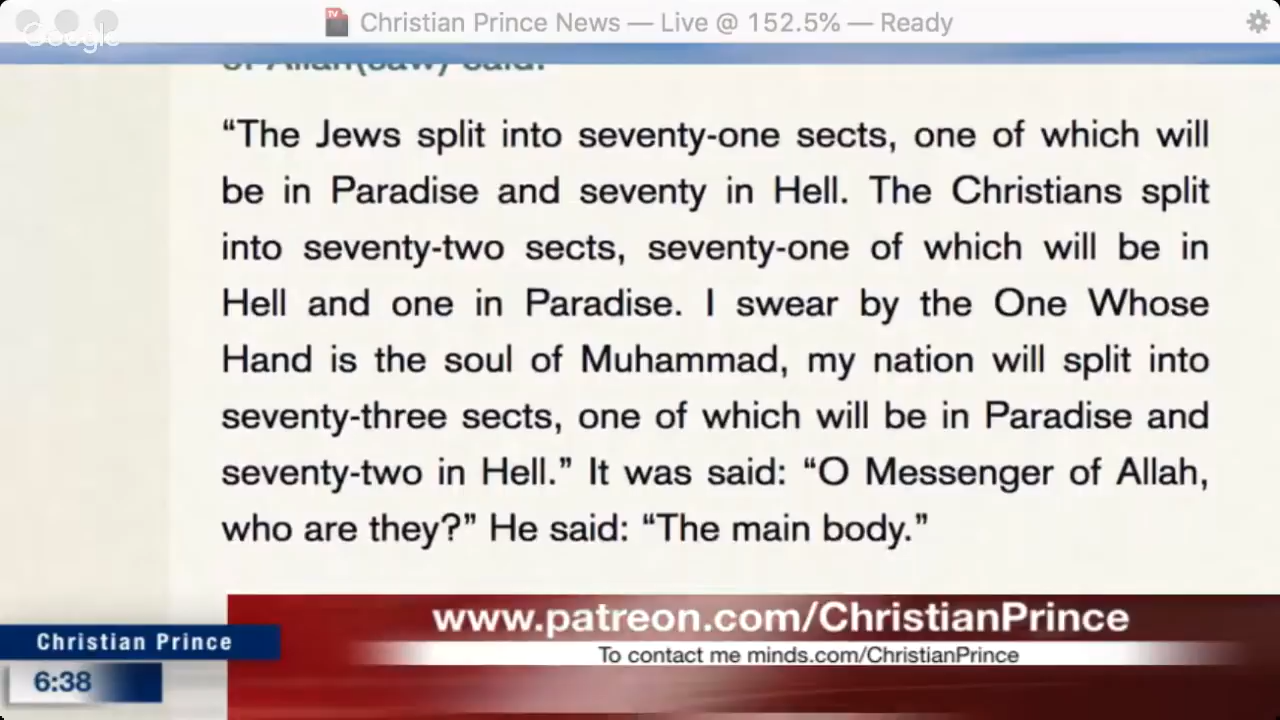 Christian Prince News — Live @ 152.5% — Ready
Google
of Allah(saw) said:
“The Jews split into seventy-one sects, one of which will
be in Paradise and seventy in Hell. The Christians split
into seventy-two sects, seventy-one of which will be in
Hell and one in Paradise. I swear by the One Whose
Hand is the soul of Muhammad, my nation will split into
seventy-three sects, one of which will be in Paradise and
seventy-two in Hell.” It was said: “O Messenger of Allah,
who are they?” He said: “The main body.”
www.patreon.com/ChristianPrince
To contact me minds.com/ChristianPrince
Christian Prince
6:38